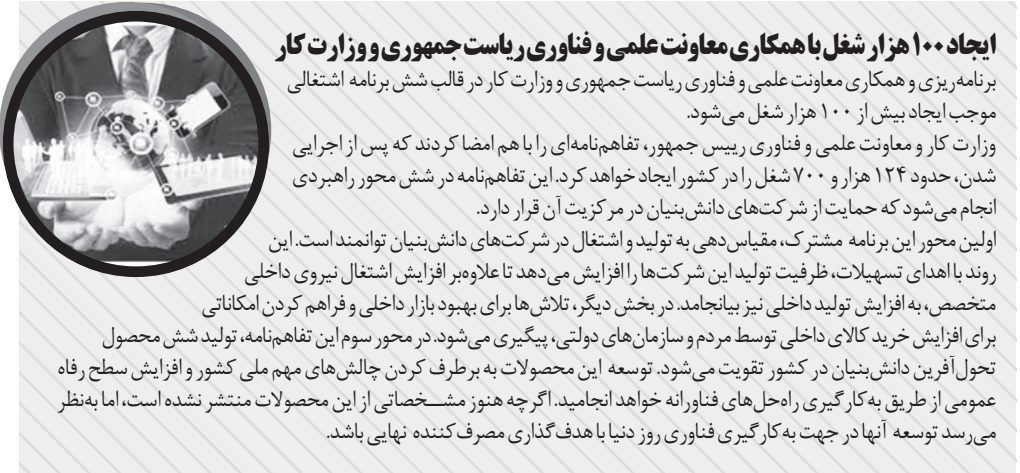 ایجاد ۱۰۰ هزار شغل با همکاری معاونت علمی و فناوری ریاست جمهوری و وزارت کار
برنامه‌ریزی و همکاری معاونت علمی و فناوری ریاست جمهوری و وزارت کار در قالب شش برنامه اشتغالی
موجب ایجاد بیش از ۱۰۰ هزار شغل می‌شود.
وزارت کار و معاونت علمی و فناوری رییس جمهور، تفاهم‌نامه‌ای را با هم امضا کردند که پس از اجرایی
شدن، حدود ۱۲۴ هزار و ۷۰۰ شغل را در کشور ایجاد خواهد کرد. این تفاهم‌نامه در شش محور راهبردی
انجام می‌شود که حمایت از شرکت‌های دانش‌بنیان در مرکزیت آن قرار دارد.
اولین محور این برنامه مشترک، مقیاس‌دهی به تولید و اشتغال در شرکت‌های دانش‌بنیان توانمند است. این
روند با اهدای تسهیلات، ظرفیت تولید این شرکت‌ها را افزایش می‌دهد تا علاوه‌بر افزایش اشتغال نیروی داخلی
متخصص، به افزایش تولید داخلی نیز بیانجامد. در بخش دیگر، تلاش‌ها برای بهبود بازار داخلی و فراهم کردن امکاناتی
برای افزایش خرید کالای داخلی توسط مردم و سازمان‌های دولتی، پیگیری می‌شود. در محور سوم این تفاهم‌نامه، تولید شش محصول
تحول‌آفرین دانش‌بنیان در کشور تقویت می‌شود. توسعه این محصولات به برطرف کردن چالش‌های مهم ملی کشور و افزایش سطح رفاه
عمومی از طریق به‌کارگیری راه‌حل‌های فناورانه خواهد انجامید. اگرچه هنوز مشـخصاتی از این محصولات منتشر نشده است، اما به‌نظر
می‌رسد توسعه آنها در جهت به‌کارگیری فناوری روز دنیا با هدف‌گذاری مصرف‌کننده نهایی باشد.